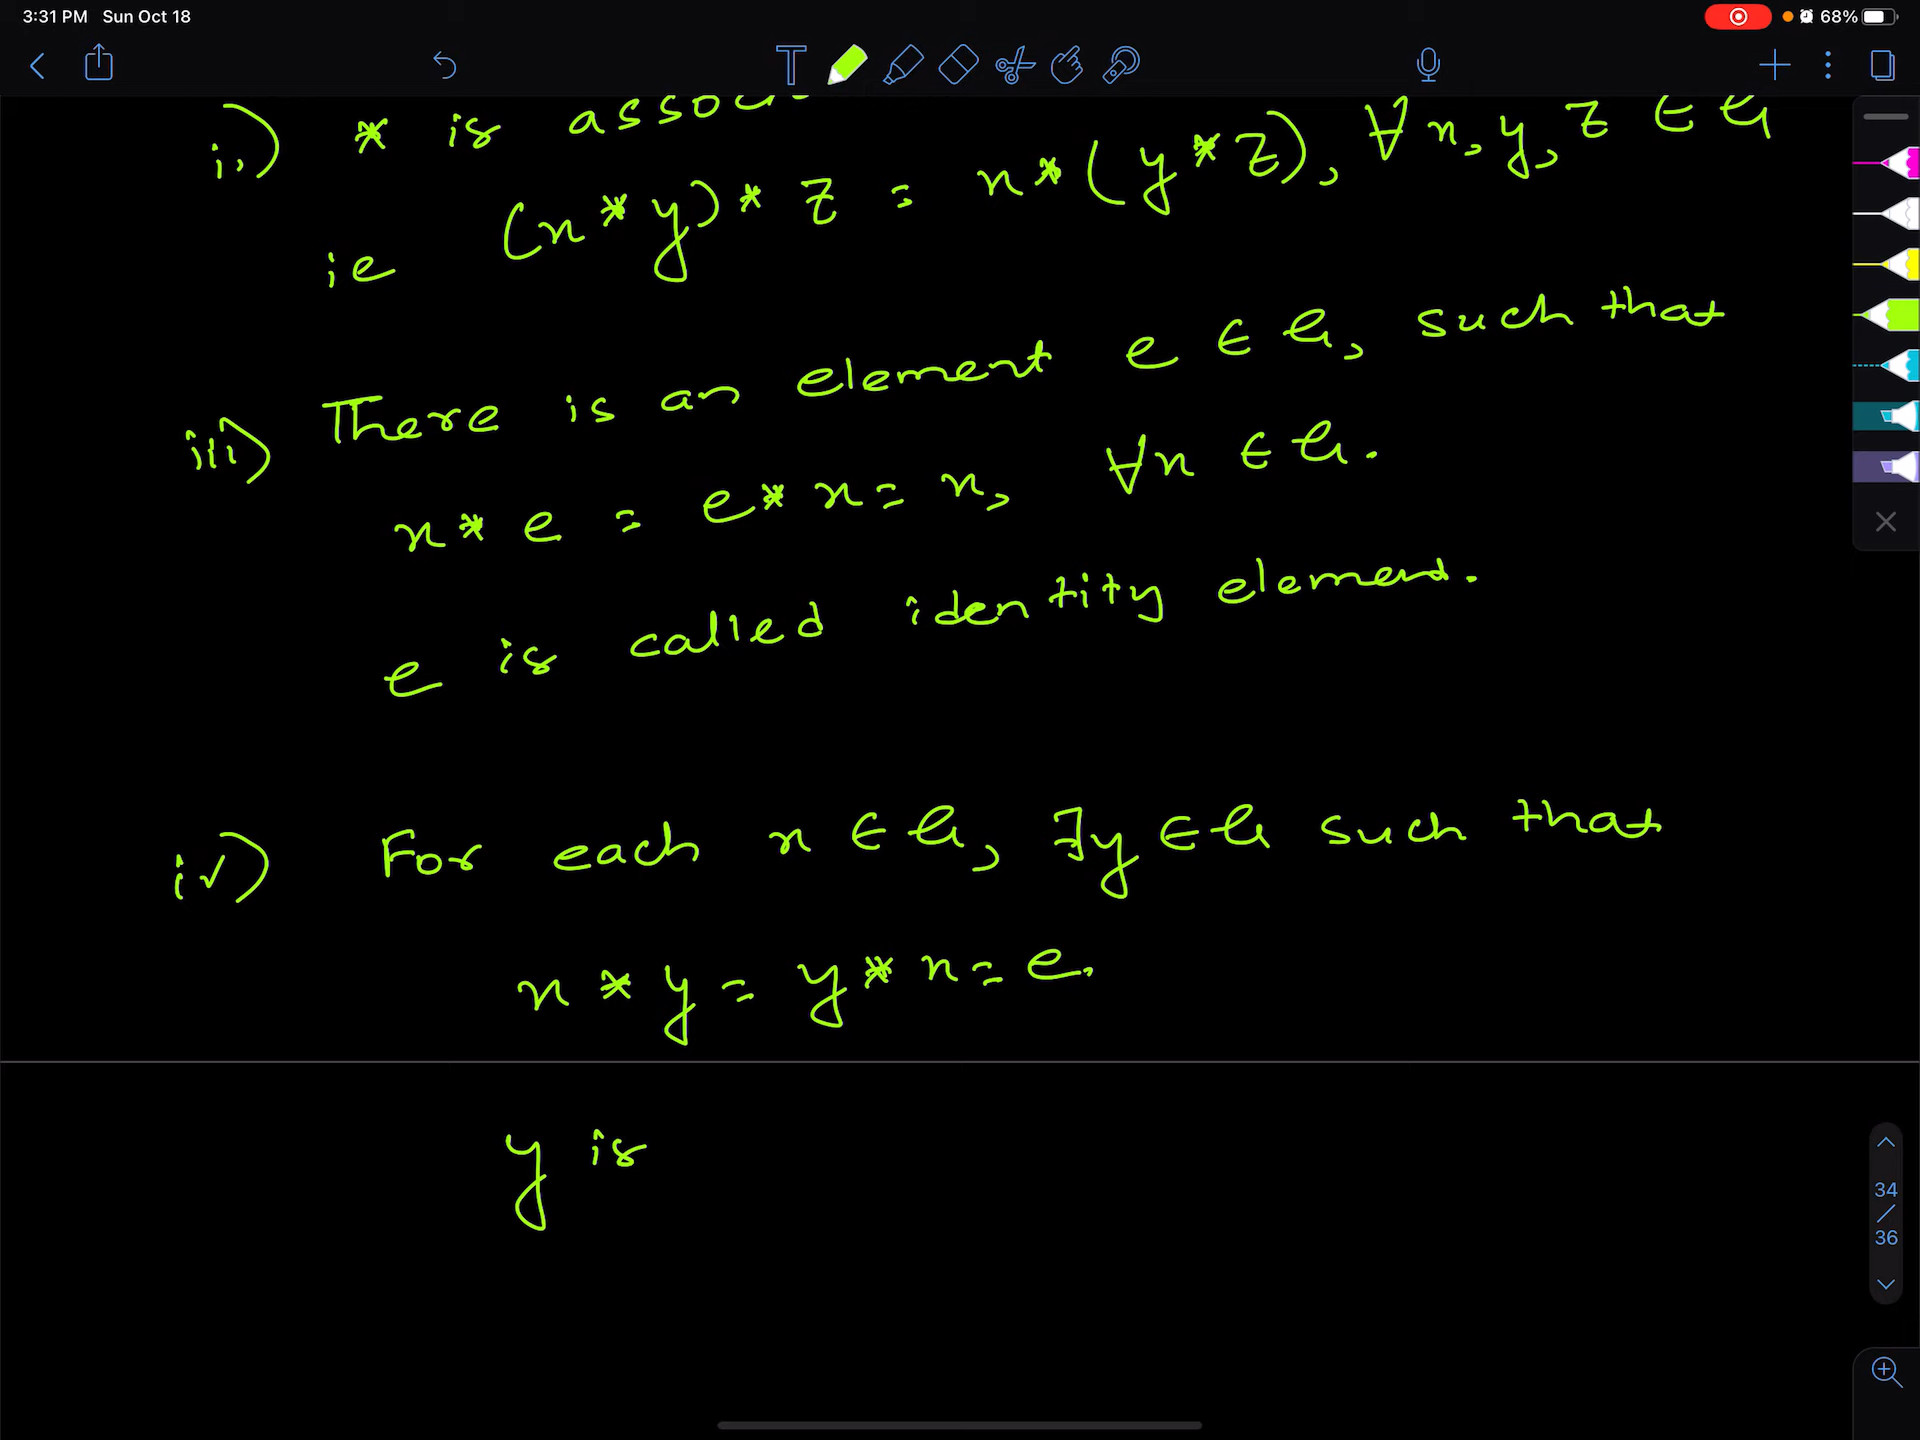 3:31 PM Sun Oct 18
68%
ii) * is assoc
ie (x*y)*z = x*(y*z), ∀x,y,z ∈ G
iii) There is an element e ∈ G, such that
x*e = e*x = x, ∀x ∈ G.
e is called identity element.
iv) For each x ∈ G, ∃y ∈ G such that
x*y = y*x = e.
y is
34
/
36